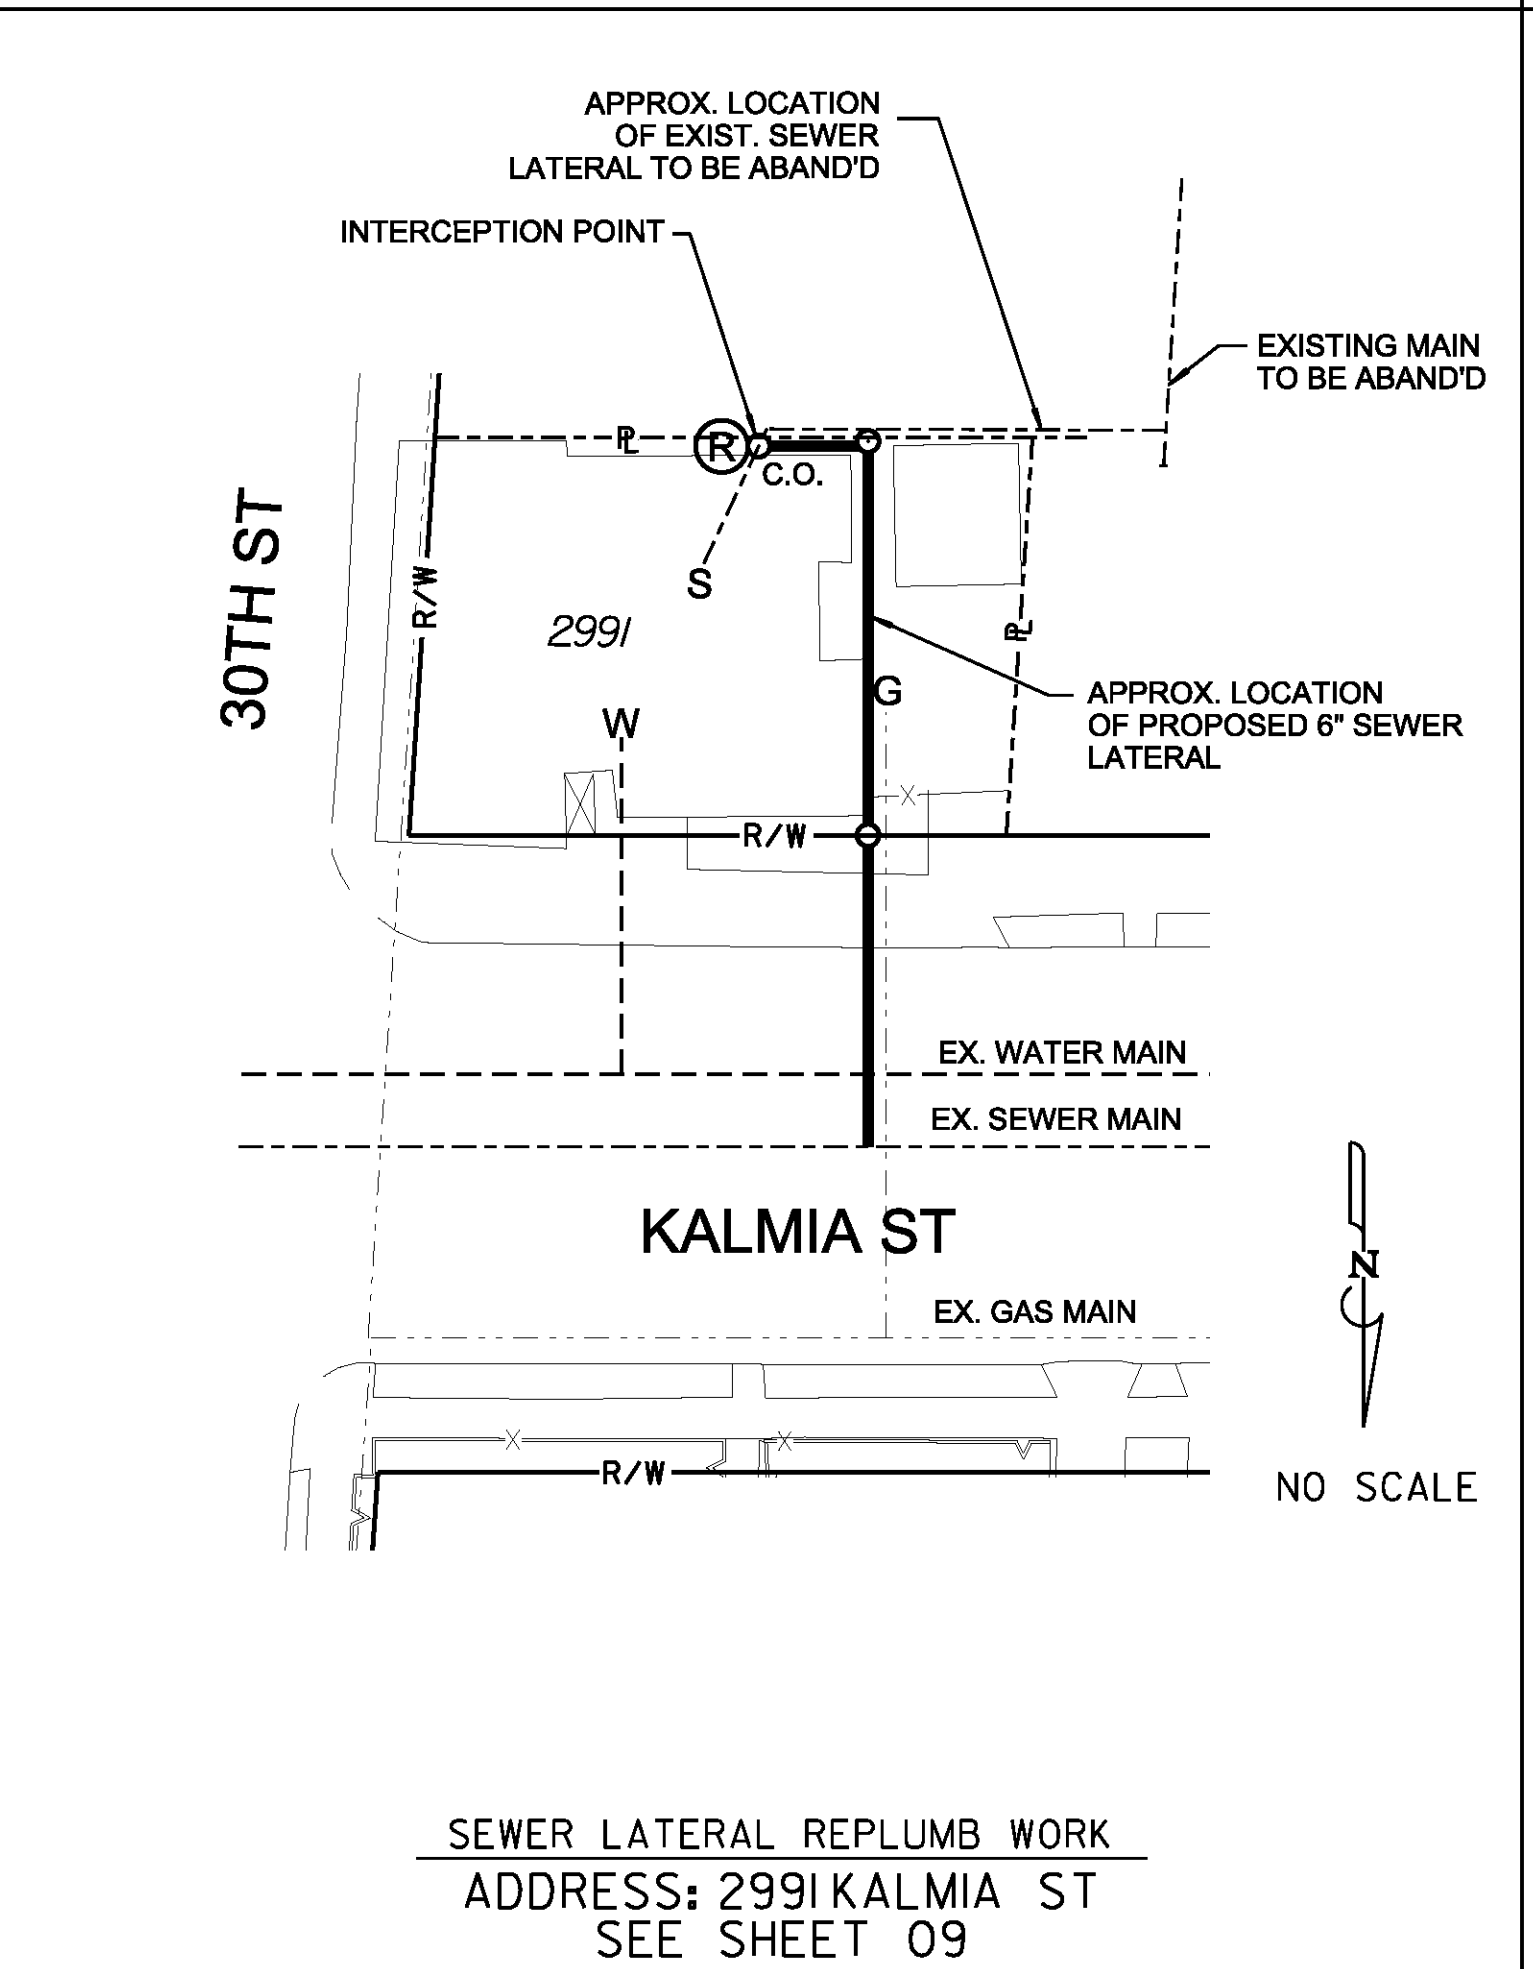 APPROX. LOCATION
OF EXIST. SEWER
LATERAL TO BE ABAND'D
INTERCEPTION POINT
EXISTING MAIN
TO BE ABAND'D
PL
R
C.O.
30TH ST
R/W
S
2991
PL
G
APPROX. LOCATION
OF PROPOSED 6" SEWER
LATERAL
W
X
R/W
EX. WATER MAIN
EX. SEWER MAIN
KALMIA ST
N
EX. GAS MAIN
X
X
R/W
NO SCALE
SEWER LATERAL REPLUMB WORK
ADDRESS: 2991 KALMIA ST
SEE SHEET 09